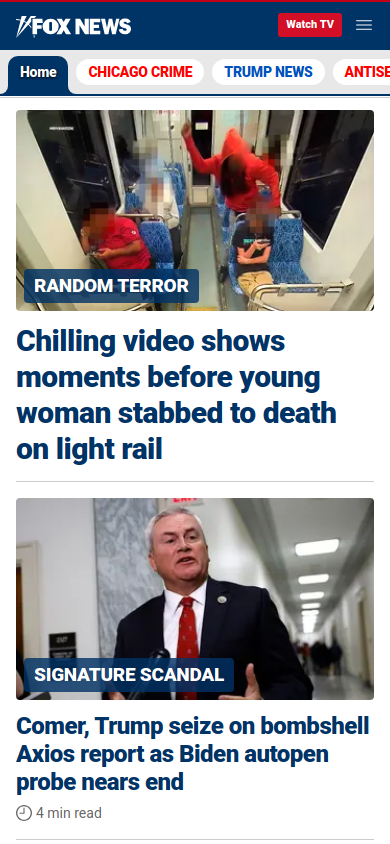 FOX NEWS
Watch TV
Home
CHICAGO CRIME
TRUMP NEWS
ANTISE
RANDOM TERROR
Chilling video shows
moments before young
woman stabbed to death
on light rail
SIGNATURE SCANDAL
Comer, Trump seize on bombshell
Axios report as Biden autopen
probe nears end
4 min read